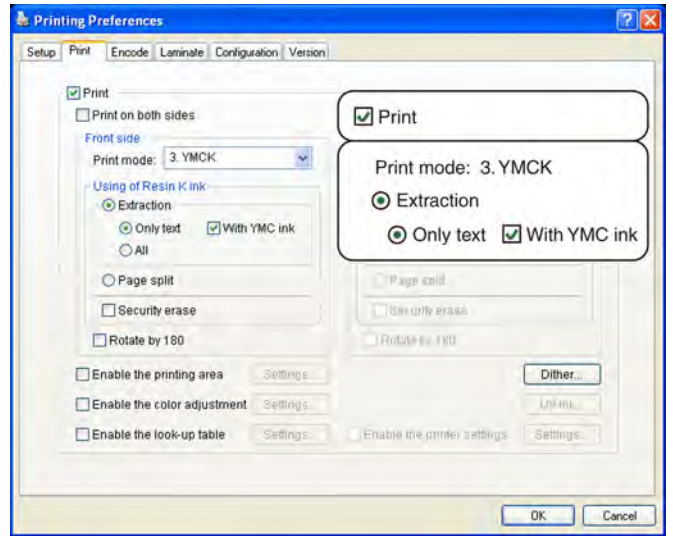 Printing Preferences
Setup Print Encode Laminate Configuration Version
Print
Print on both sides
Front side
Print mode: 3. YMCK
Using of Resin K ink
Extraction
Only text With YMC ink
All
Page split
Security erase
Rotate by 180
Print
Print mode: 3. YMCK
Extraction
Only text With YMC ink
Page split
Security erase
Rotate by 180
Enable the printing area Settings... Dither...
Enable the color adjustment Settings... UV ink...
Enable the look-up table Settings... Enable the printer settings Settings...
OK Cancel